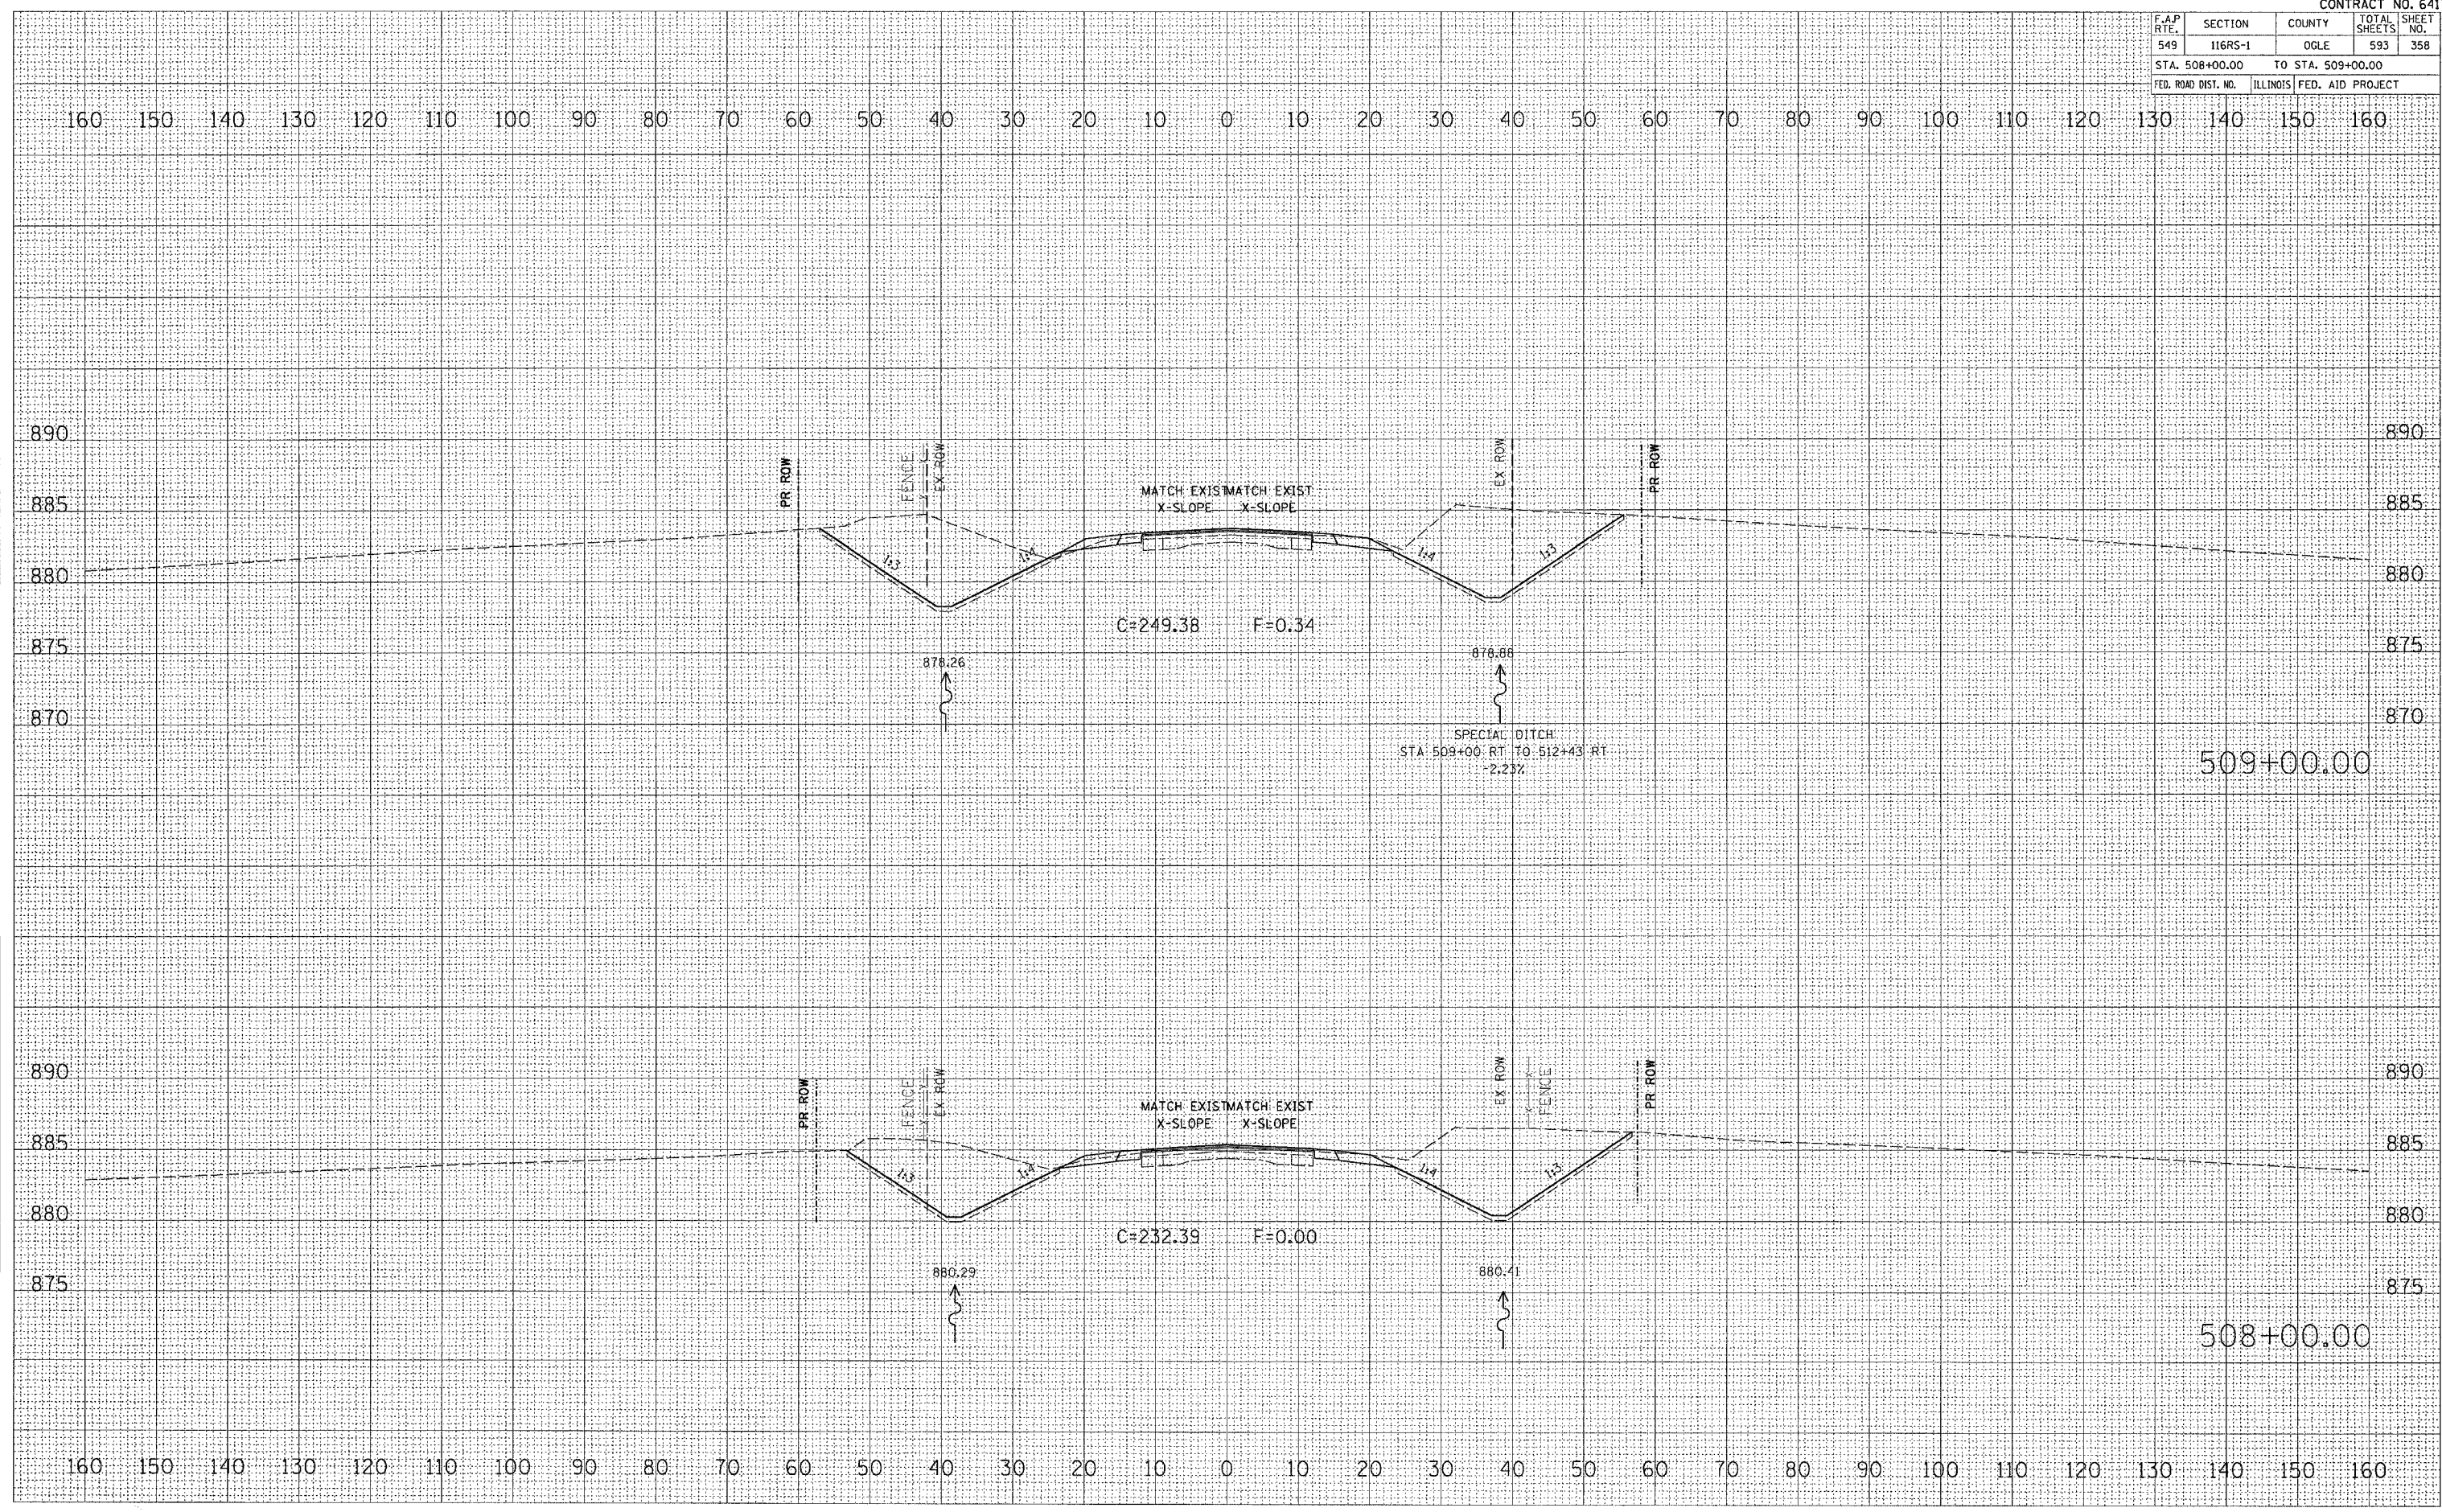 CONTRACT NO. 641
F.A.P RTE. SECTION COUNTY TOTAL SHEETS SHEET NO.
549 116RS-1 OGLE 593 358
STA. 508+00.00 TO STA. 509+00.00
FED. ROAD DIST. NO. ILLINOIS FED. AID PROJECT
160 150 140 130 120 110 100 90 80 70 60 50 40 30 20 10 0 10 20 30 40 50 60 70 80 90 100 110 120 130 140 150 160
890 890
PR ROW FENCE EX ROW EX ROW PR ROW
885 885
MATCH EXIST MATCH EXIST
X-SLOPE X-SLOPE
1:3 1:4 1:4 1:3
880 880
C=249.38 F=0.34
875 875
878.26 878.88
870 870
SPECIAL DITCH
STA 509+00 RT TO 512+43 RT
-2.23%
509+00.00
890 890
PR ROW FENCE EX ROW EX ROW FENCE PR ROW
MATCH EXIST MATCH EXIST
X-SLOPE X-SLOPE
885 885
1:3 1:4 1:4 1:3
880 880
C=232.39 F=0.00
880.29 880.41
875 875
508+00.00
160 150 140 130 120 110 100 90 80 70 60 50 40 30 20 10 0 10 20 30 40 50 60 70 80 90 100 110 120 130 140 150 160